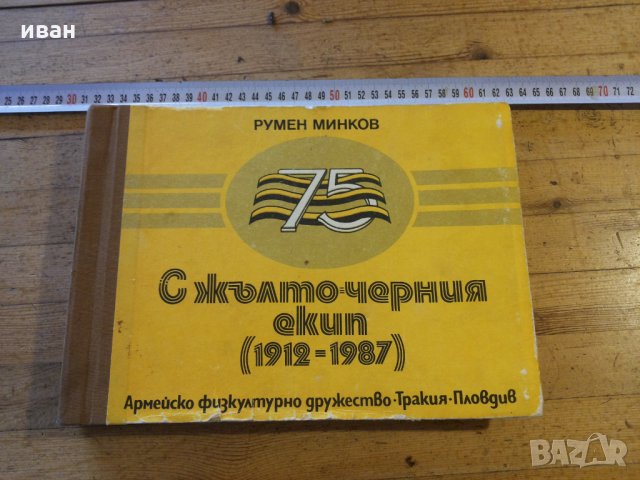 иван
25 26 27 28 29 30 31 32 33 34 35 36 37 38 39 40 41 42 43 44 45 46 47 48 49 50 51 52 53 54 55 56 57 58 59 60 61 62 63 64 65 66 67 68 69 70 71 72
РУМЕН МИНКОВ
75
С жълто-черния
екип
(1912-1987)
Армейско физкултурно дружество·Тракия·Пловдив
BAZAR